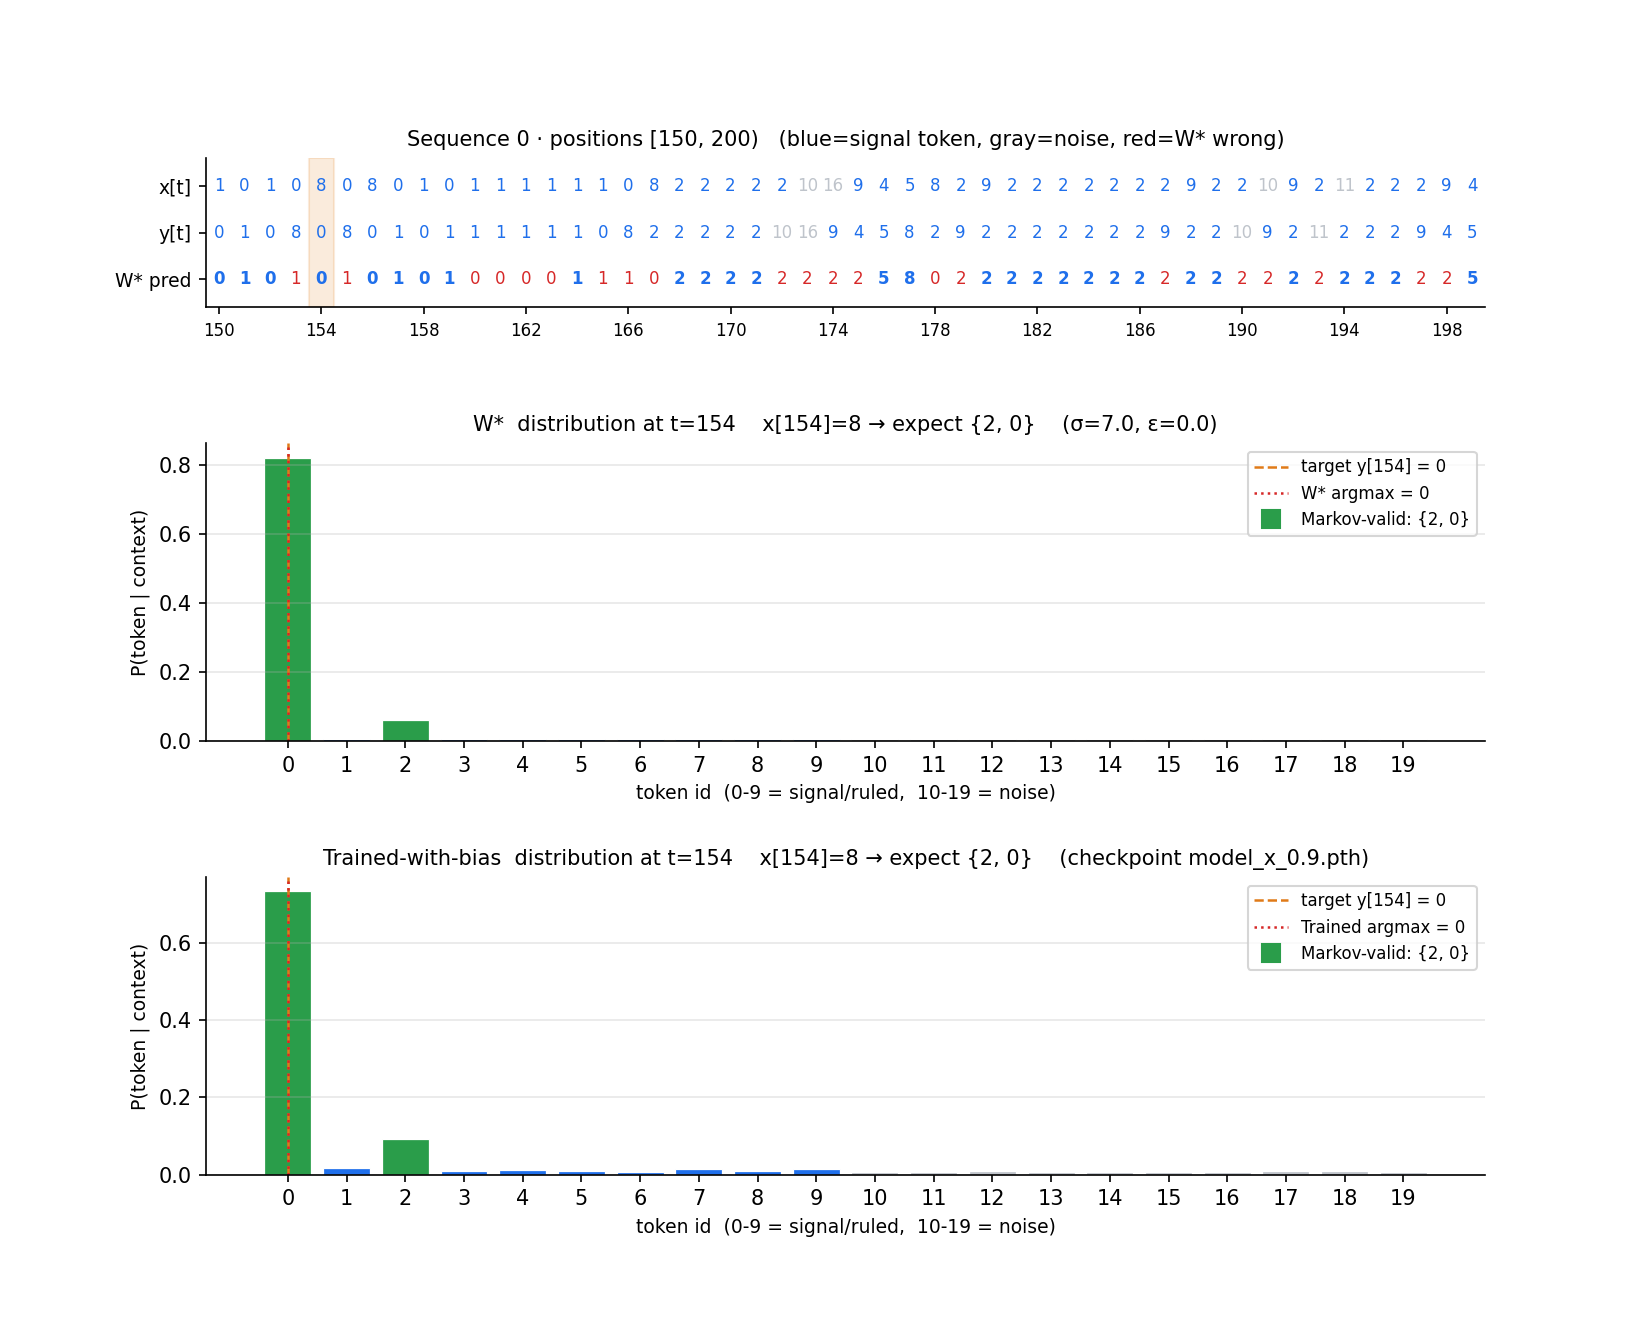 Sequence 0 · positions [150, 200)   (blue=signal token, gray=noise, red=W* wrong)
x[t] 1 0 1 0 8 0 8 0 1 0 1 1 1 1 1 1 0 8 2 2 2 2 2 10 16 9 4 5 8 2 9 2 2 2 2 2 2 2 9 2 2 10 9 2 11 2 2 2 9 4
y[t] 0 1 0 8 0 8 0 1 0 1 1 1 1 1 1 0 8 2 2 2 2 2 10 16 9 4 5 8 2 9 2 2 2 2 2 2 2 9 2 2 10 9 2 11 2 2 2 9 4 5
W* pred 0 1 0 1 0 1 0 1 0 1 0 0 0 0 1 1 1 0 2 2 2 2 2 2 2 2 5 8 0 2 2 2 2 2 2 2 2 2 2 2 2 2 2 2 2 2 2 2 2 5
150 154 158 162 166 170 174 178 182 186 190 194 198
W*  distribution at t=154    x[154]=8 → expect {2, 0}    (σ=7.0, ε=0.0)
P(token | context)
0.8
0.6
0.4
0.2
0.0
target y[154] = 0
W* argmax = 0
Markov-valid: {2, 0}
0 1 2 3 4 5 6 7 8 9 10 11 12 13 14 15 16 17 18 19
token id  (0-9 = signal/ruled,  10-19 = noise)
Trained-with-bias  distribution at t=154    x[154]=8 → expect {2, 0}    (checkpoint model_x_0.9.pth)
P(token | context)
0.6
0.4
0.2
0.0
target y[154] = 0
Trained argmax = 0
Markov-valid: {2, 0}
0 1 2 3 4 5 6 7 8 9 10 11 12 13 14 15 16 17 18 19
token id  (0-9 = signal/ruled,  10-19 = noise)